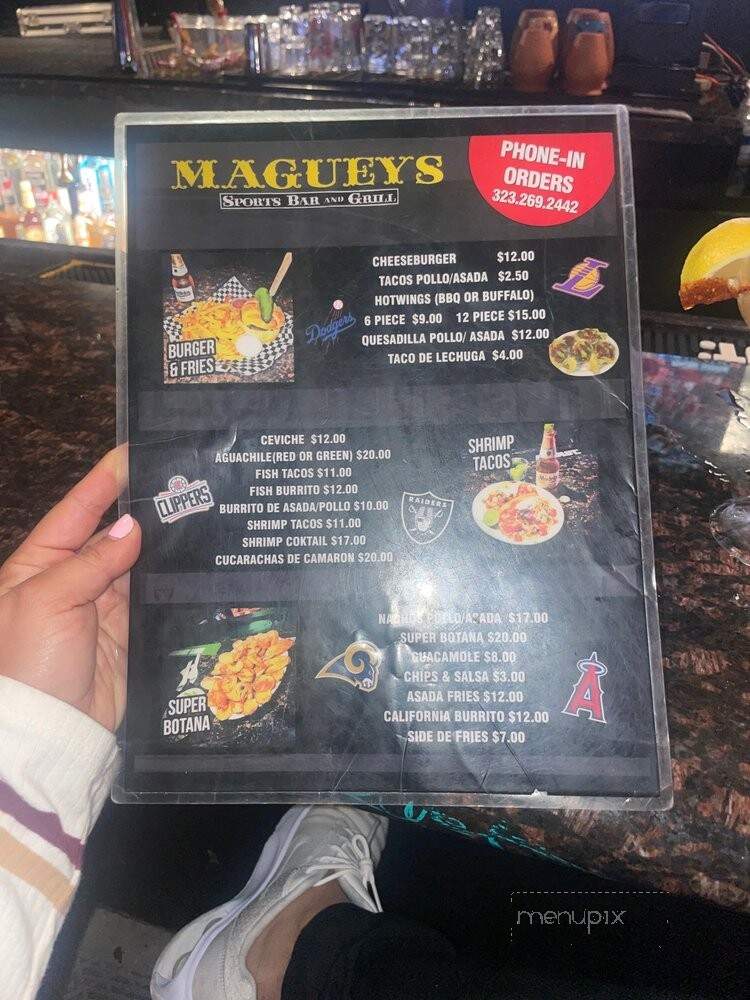 MAGUEYS
SPORTS BAR AND GRILL
PHONE-IN
ORDERS
323.269.2442
BURGER
& FRIES
Dodgers
CHEESEBURGER $12.00
TACOS POLLO/ASADA $2.50
HOTWINGS (BBQ OR BUFFALO)
6 PIECE $9.00 12 PIECE $15.00
QUESADILLA POLLO/ ASADA $12.00
TACO DE LECHUGA $4.00
CLIPPERS
CEVICHE $12.00
AGUACHILE(RED OR GREEN) $20.00
FISH TACOS $11.00
FISH BURRITO $12.00
BURRITO DE ASADA/POLLO $10.00
SHRIMP TACOS $11.00
SHRIMP COKTAIL $17.00
CUCARACHAS DE CAMARON $20.00
RAIDERS
SHRIMP
TACOS
SUPER
BOTANA
NACHOS POLLO/ASADA $17.00
SUPER BOTANA $20.00
GUACAMOLE $8.00
CHIPS & SALSA $3.00
ASADA FRIES $12.00
CALIFORNIA BURRITO $12.00
SIDE OF FRIES $7.00
A
menupix